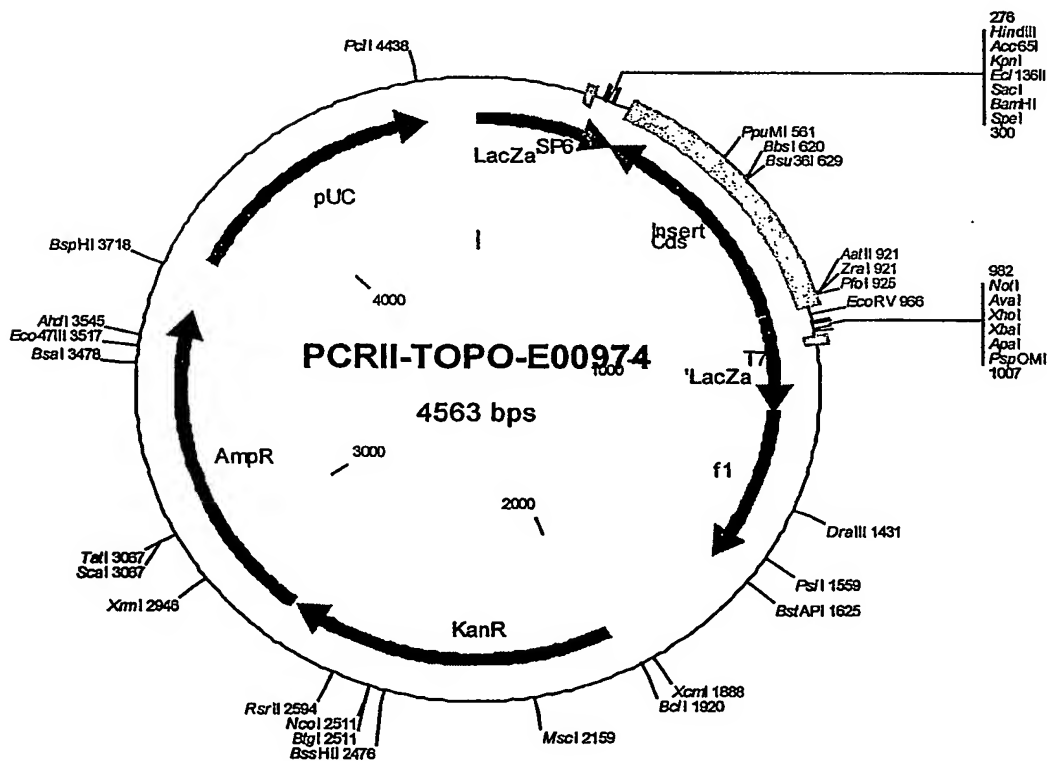 276
HindIII
Acc65I
KpnI
Ecl136II
SacI
BamHI
SpeI
300
PciI 4438
PpuMI 561
BbsI 620
Bsu36I 629
LacZa
SP6
pUC
Insert
Cds
I
BspHI 3718
AatII 921
ZraI 921
PfoI 925
EcoRV 966
982
NotI
AvaI
XhoI
XbaI
ApaI
PspOMI
1007
4000
AhdI 3545
Eco47III 3517
BsaI 3478
PCRII-TOPO-E00974
1000
T7
'LacZa
4563 bps
AmpR
3000
f1
2000
DraIII 1431
TatI 3067
ScaI 3067
PsiI 1559
BstAPI 1625
XmnI 2946
KanR
XcmI 1888
BclI 1920
RsrII 2594
NcoI 2511
BtgI 2511
BssHII 2476
MscI 2159